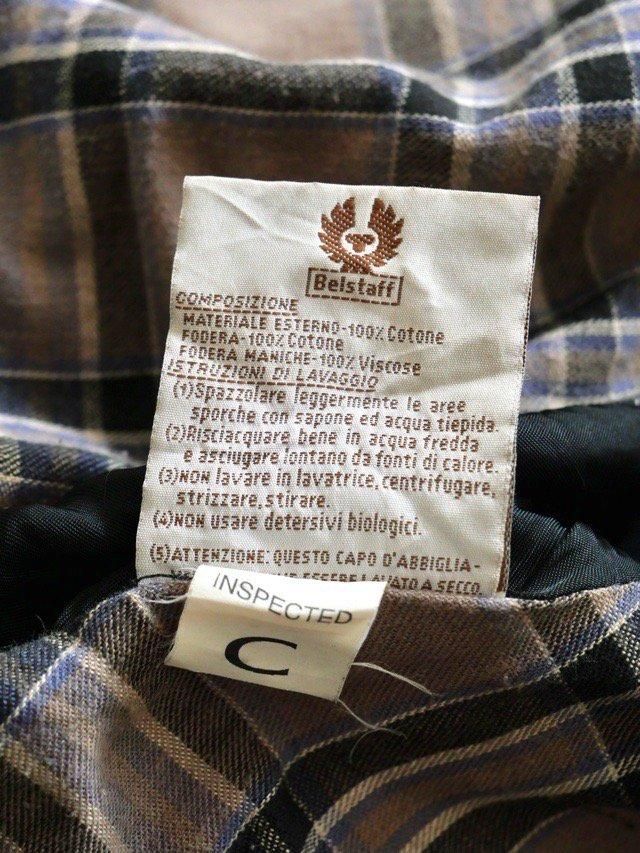 Belstaff
COMPOSIZIONE
MATERIALE ESTERNO-100% Cotone
FODERA-100% Cotone
FODERA MANICHE-100% Viscose
ISTRUZIONI DI LAVAGGIO
(1)Spazzolare leggermente le aree
sporche con sapone ed acqua tiepida.
(2)Risciacquare bene in acqua fredda
e asciugare lontano da fonti di calore.
(3)NON lavare in lavatrice, centrifugare,
strizzare, stirare.
(4)NON usare detersivi biologici.
(5)ATTENZIONE: QUESTO CAPO D'ABBIGLIA-
ESSERE LAVATO A SECCO.
INSPECTED
C